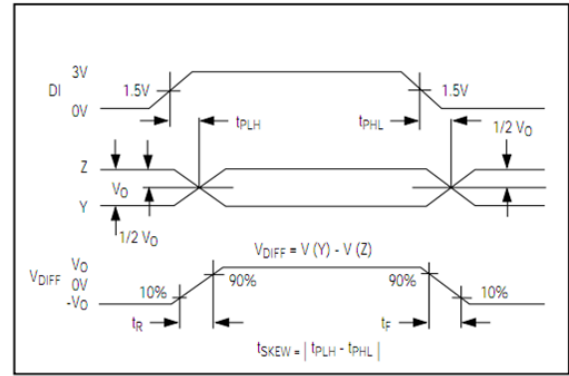 3V
DI 1.5V 1.5V
0V
tPLH tPHL
1/2 VO
Z
VO
Y
1/2 VO
VDIFF = V (Y) - V (Z)
VO
VDIFF 0V 90% 90%
10% 10%
-VO
tR tF
tSKEW = | tPLH - tPHL |